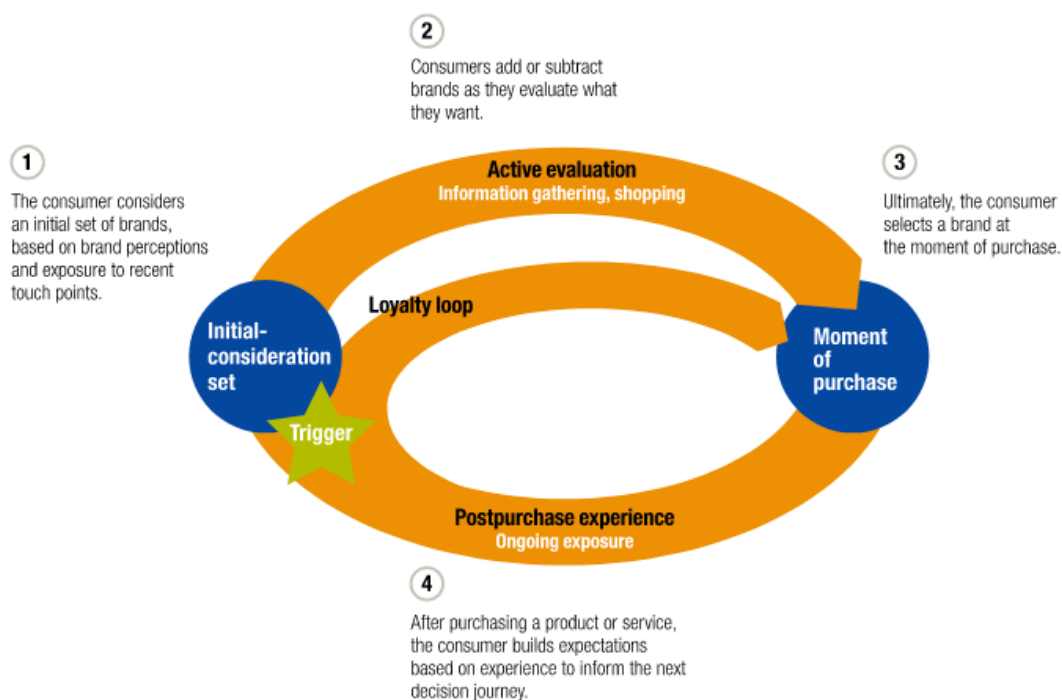 1
The consumer considers
an initial set of brands,
based on brand perceptions
and exposure to recent
touch points.
2
Consumers add or subtract
brands as they evaluate what
they want.
3
Ultimately, the consumer
selects a brand at
the moment of purchase.
Active evaluation
Information gathering, shopping
Loyalty loop
Initial-
consideration
set
Trigger
Moment
of
purchase
Postpurchase experience
Ongoing exposure
4
After purchasing a product or service,
the consumer builds expectations
based on experience to inform the next
decision journey.